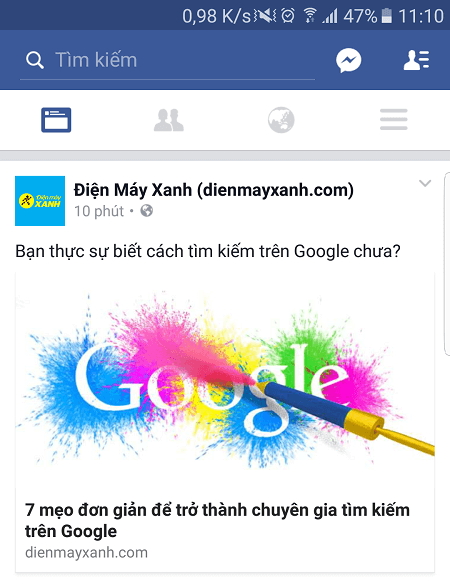 0,98 K/s 47% 11:10
Tìm kiếm
Điện máy
XANH
Điện Máy Xanh (dienmayxanh.com)
10 phút
Bạn thực sự biết cách tìm kiếm trên Google chưa?
Google
7 mẹo đơn giản để trở thành chuyên gia tìm kiếm
trên Google
dienmayxanh.com